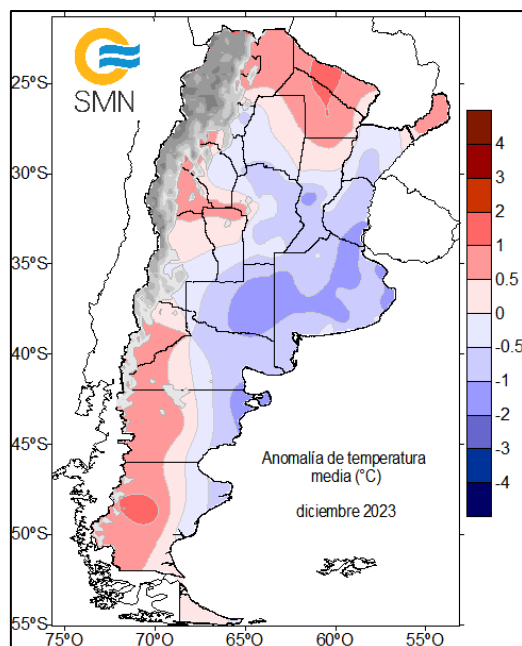 SMN
25°S
30°S
35°S
40°S
45°S
50°S
55°S
75°O
70°O
65°O
60°O
55°O
Anomalía de temperatura
media (°C)
diciembre 2023
4
3
2
1
0.5
0
-0.5
-1
-2
-3
-4